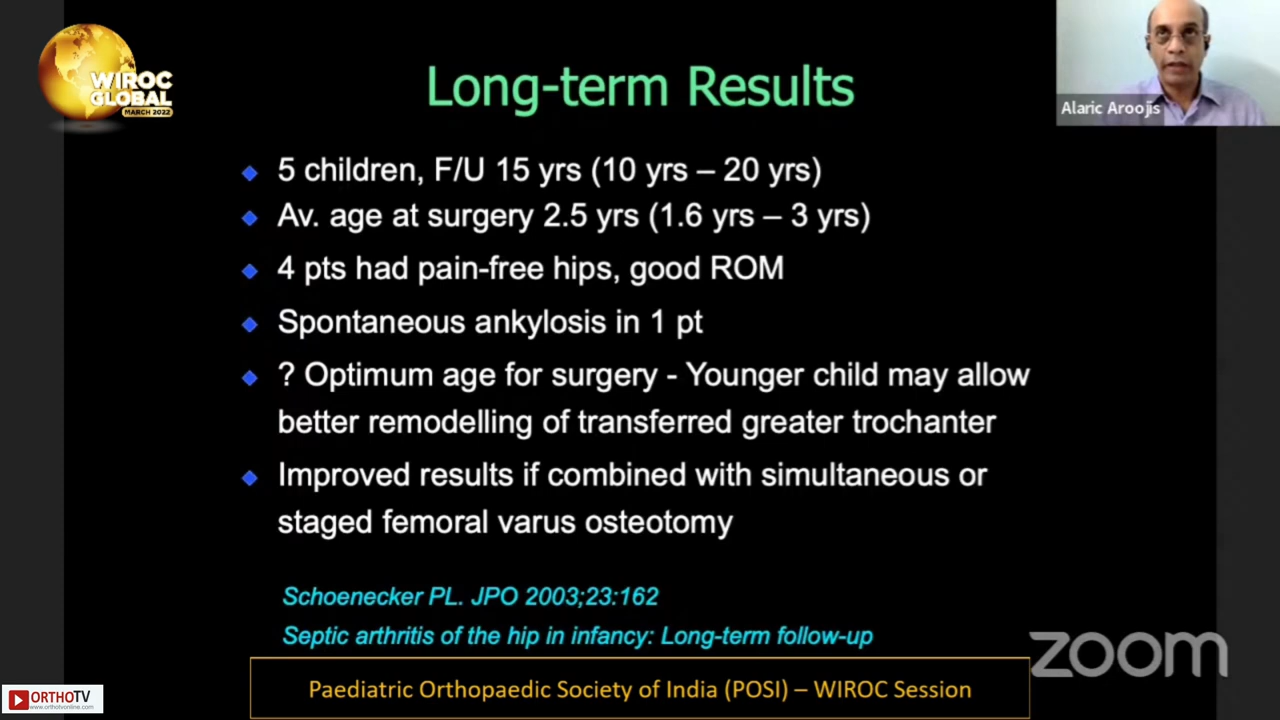 WIROC
GLOBAL
MARCH 2022
Long-term Results
Alaric Aroojis
5 children, F/U 15 yrs (10 yrs – 20 yrs)
Av. age at surgery 2.5 yrs (1.6 yrs – 3 yrs)
4 pts had pain-free hips, good ROM
Spontaneous ankylosis in 1 pt
? Optimum age for surgery - Younger child may allow
better remodelling of transferred greater trochanter
Improved results if combined with simultaneous or
staged femoral varus osteotomy
Schoenecker PL. JPO 2003;23:162
Septic arthritis of the hip in infancy: Long-term follow-up
zoom
Paediatric Orthopaedic Society of India (POSI) – WIROC Session
ORTHOTV
www.orthotvonline.com